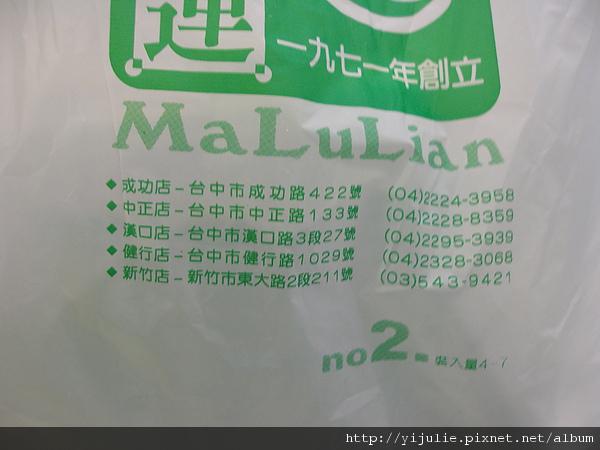 連
一九七一年創立
MaLuLian
◆成功店–台中市成功路422號 (04)2224-3958
◆中正店–台中市中正路133號 (04)2228-8359
◆漢口店–台中市漢口路3段27號 (04)2295-3939
◆健行店–台中市健行路1029號 (04)2328-3068
◆新竹店–新竹市東大路2段211號 (03)543-9421
no2- 裝入量4-7
http://yijulie.pixnet.net/album